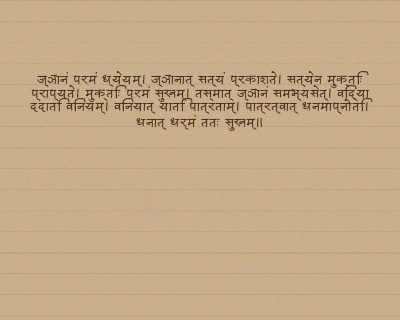 ज्ञानं परमं ध्येयम्। ज्ञानात् सत्यं प्रकाशते। सत्येन मुक्तिः
प्राप्यते। मुक्तिः परमं सुखम्। तस्मात् ज्ञानं समभ्यसेत्। विद्या
ददाति विनयम्। विनयात् याति पात्रताम्। पात्रत्वात् धनमाप्नोति।
धनात् धर्मं ततः सुखम्॥